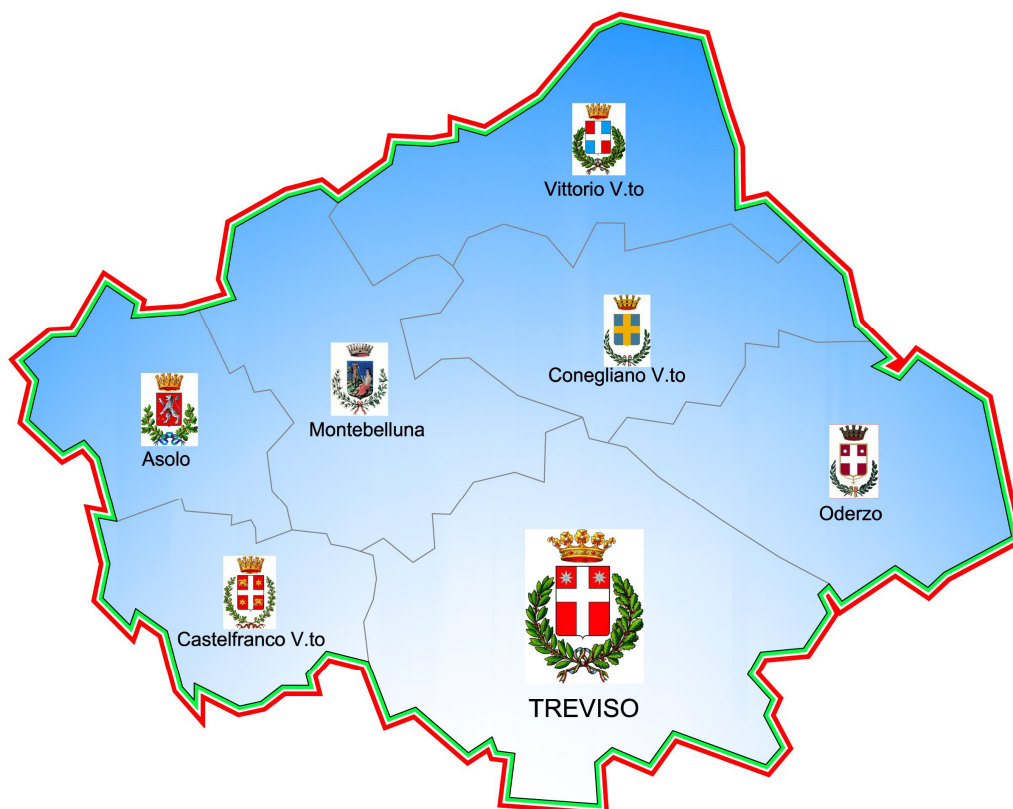 Vittorio V.to
Conegliano V.to
Montebelluna
Asolo
Oderzo
Castelfranco V.to
TREVISO